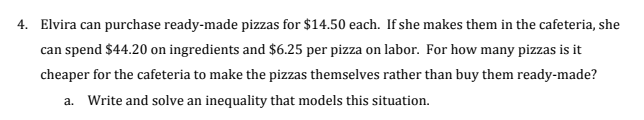 4. Elvira can purchase ready-made pizzas for $14.50 each. If she makes them in the cafeteria, she
can spend $44.20 on ingredients and $6.25 per pizza on labor. For how many pizzas is it
cheaper for the cafeteria to make the pizzas themselves rather than buy them ready-made?
a. Write and solve an inequality that models this situation.